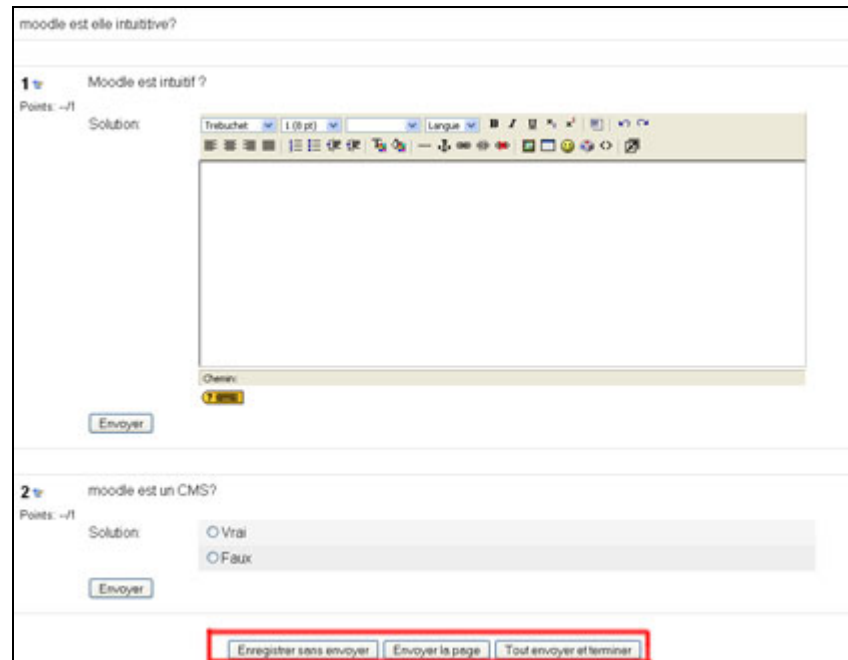 moodle est elle intuititive?
1
Moodle est intuitif ?
Points: --/1
Solution:
Trebuchet 1 (8 pt) Langue B I U
Chemin:
Envoyer
2
moodle est un CMS?
Points: --/1
Solution:
Vrai
Faux
Envoyer
Enregistrer sans envoyer Envoyer la page Tout envoyer et terminer